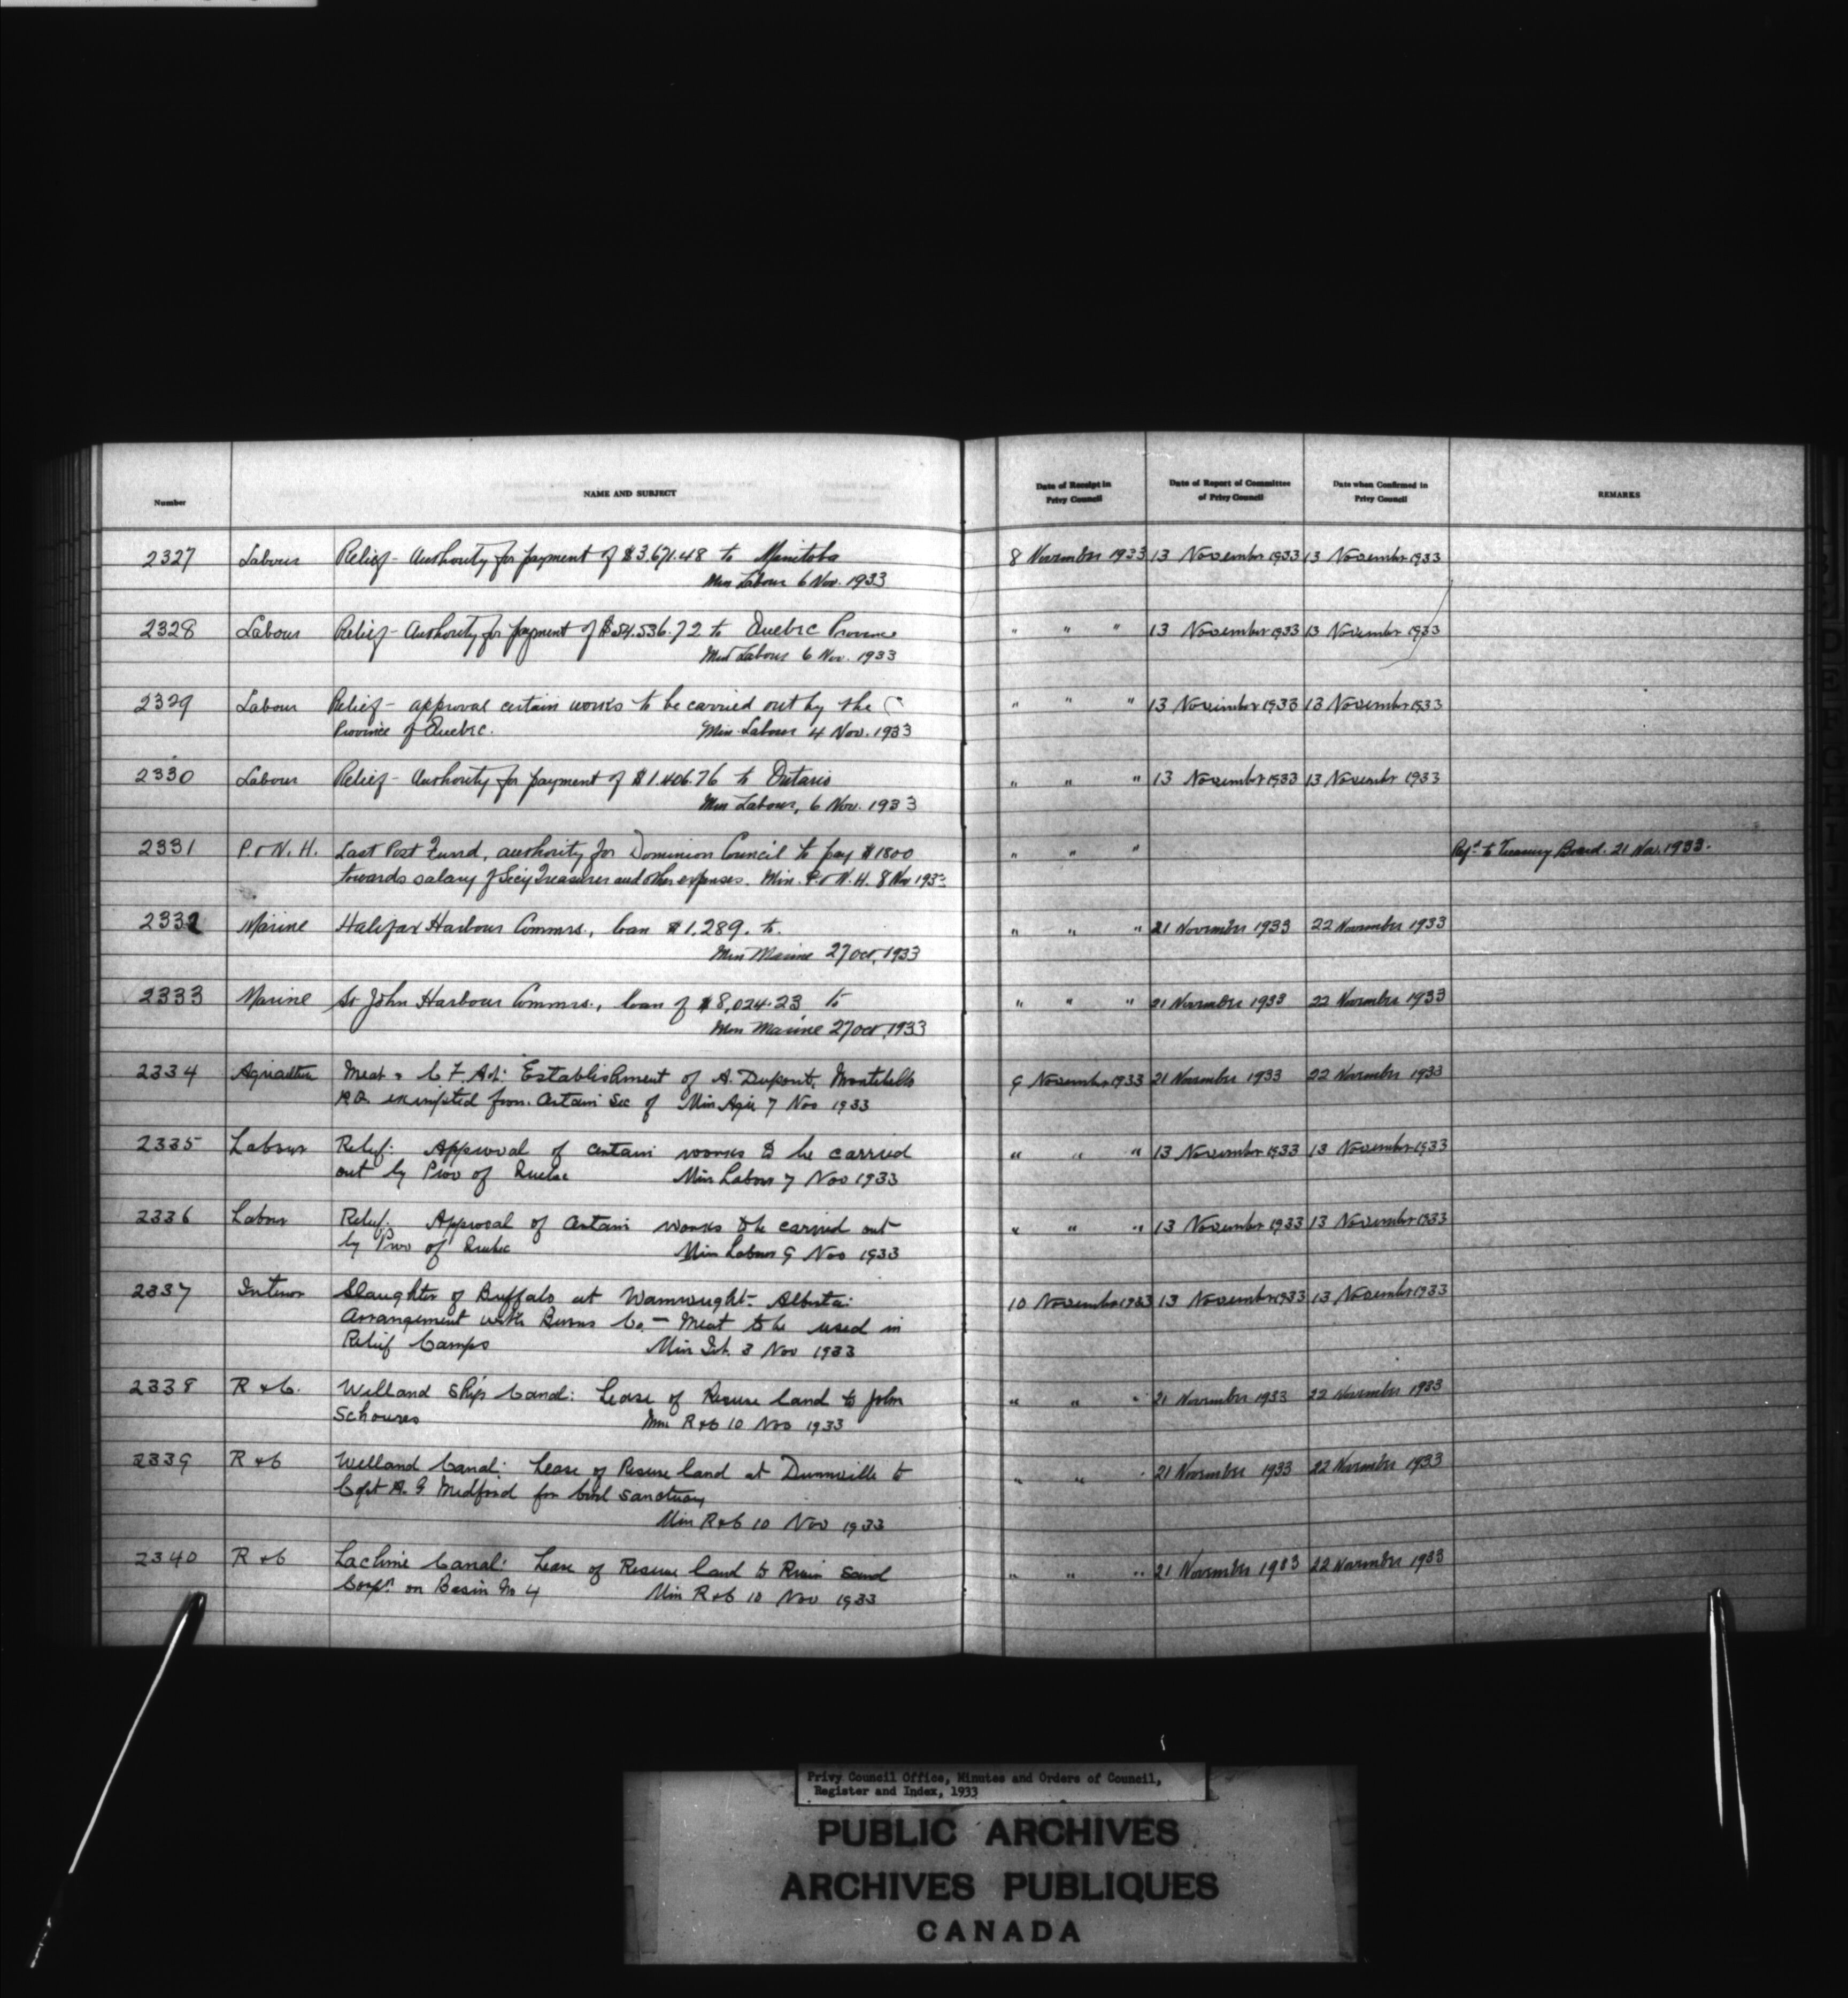 Number NAME AND SUBJECT Date of Receipt in Privy Council Date of Report of Committee of Privy Council Date when Confirmed in Privy Council REMARKS
2327 Labour Relief - Authority for payment of $3,671.48 to Manitoba 8 November 1933 13 November 1933 13 November 1933
Min Labour 6 Nov. 1933
2328 Labour Relief - Authority for payment of $54.536.72 to Quebec Province " " " 13 November 1933 13 November 1933
Min Labour 6 Nov. 1933
2329 Labour Relief - approval certain works to be carried out by the " " " 13 November 1933 13 November 1933
Province of Quebec. Min. Labour 4 Nov. 1933
2330 Labour Relief - Authority for payment of $1.406.76 to Ontario " " " 13 November 1933 13 November 1933
Min Labour, 6 Nov. 1933
2331 P. & N. H. Last Post Fund, authority for Dominion Council to pay $1800 " " " Refd to Treasury Board. 21 Nov. 1933.
towards salary of Secy Treasurer and other expenses. Min. P. & N. H. 8 Nov 1933
2332 Marine Halifax Harbour Commrs., loan $1,289. to. " " " 21 November 1933 22 November 1933
Min Marine 27 Oct, 1933
2333 Marine St John Harbour Commrs., loan of $8,024.23 to " " " 21 November 1933 22 November 1933
Min Marine 27 Oct, 1933
2334 Agriculture Meat & C F. Act: Establishment of A. Dupont, Montebello 9 November 1933 21 November 1933 22 November 1933
P.Q. exempted from certain Sec of Min Agri 7 Nov 1933
2335 Labour Relief: Approval of certain works to be carried " " " 13 November 1933 13 November 1933
out by Prov of Quebec Min Labour 7 Nov 1933
2336 Labour Relief. Approval of certain works to be carried out " " " 13 November 1933 13 November 1933
by Prov of Quebec Min Labour 9 Nov 1933
2337 Interior Slaughter of Buffalo at Wainwright - Alberta: 10 November 1933 13 November 1933 13 November 1933
Arrangement with Burns Co. - Meat to be used in
Relief Camps Min Int. 3 Nov 1933
2338 R & C. Welland Ship Canal: Lease of Reserve land to John " " " 21 November 1933 22 November 1933
Schoures Min R & C 10 Nov 1933
2339 R & C Welland Canal: Lease of Reserve land at Dunnville to " " " 21 November 1933 22 November 1933
Capt A. G Medford for bird sanctuary
Min R & C 10 Nov 1933
2340 R & C Lachine Canal: Lease of Reserve land to Sand " " " 21 November 1933 22 November 1933
Corpn. on Basin No 4 Min R & C 10 Nov 1933
Privy Council Office, Minutes and Orders of Council,
Register and Index, 1933
PUBLIC ARCHIVES
ARCHIVES PUBLIQUES
CANADA